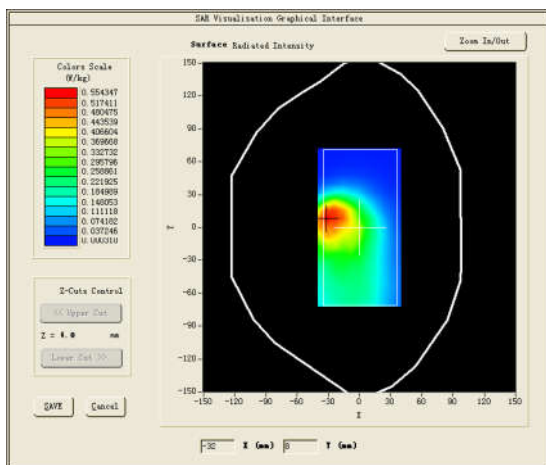 SAR Visualisation Graphical Interface
Surface Radiated Intensity
Zoom In/Out
Colors Scale
(W/kg)
0.554347
0.517411
0.480475
0.443539
0.406604
0.369668
0.332732
0.295796
0.258861
0.221925
0.184989
0.148053
0.111118
0.074182
0.037246
0.000310
Z-Cuts Control
<< Upper Cut
Z = 4.0 mm
Lower Cut >>
SAVE Cancel
150
120
90
60
30
0
-30
-60
-90
-120
-150
Y
-150 -120 -90 -60 -30 0 30 60 90 120 150
X
-32 X (mm) 8 Y (mm)